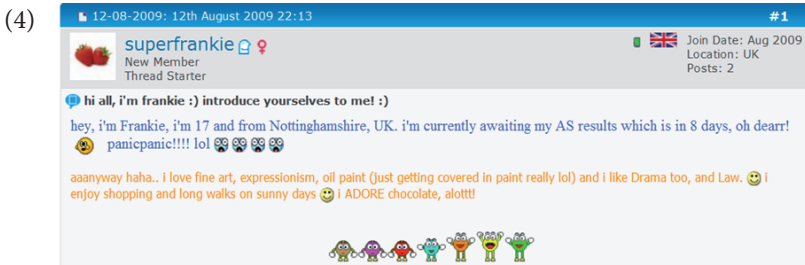 (4)
12-08-2009: 12th August 2009 22:13 #1
superfrankie
New Member
Thread Starter
Join Date: Aug 2009
Location: UK
Posts: 2
hi all, i'm frankie :) introduce yourselves to me! :)
hey, i'm Frankie, i'm 17 and from Nottinghamshire, UK. i'm currently awaiting my AS results which is in 8 days, oh dearr!
panicpanic!!!! lol
aaanyway haha.. i love fine art, expressionism, oil paint (just getting covered in paint really lol) and i like Drama too, and Law. i
enjoy shopping and long walks on sunny days i ADORE chocolate, alottt!